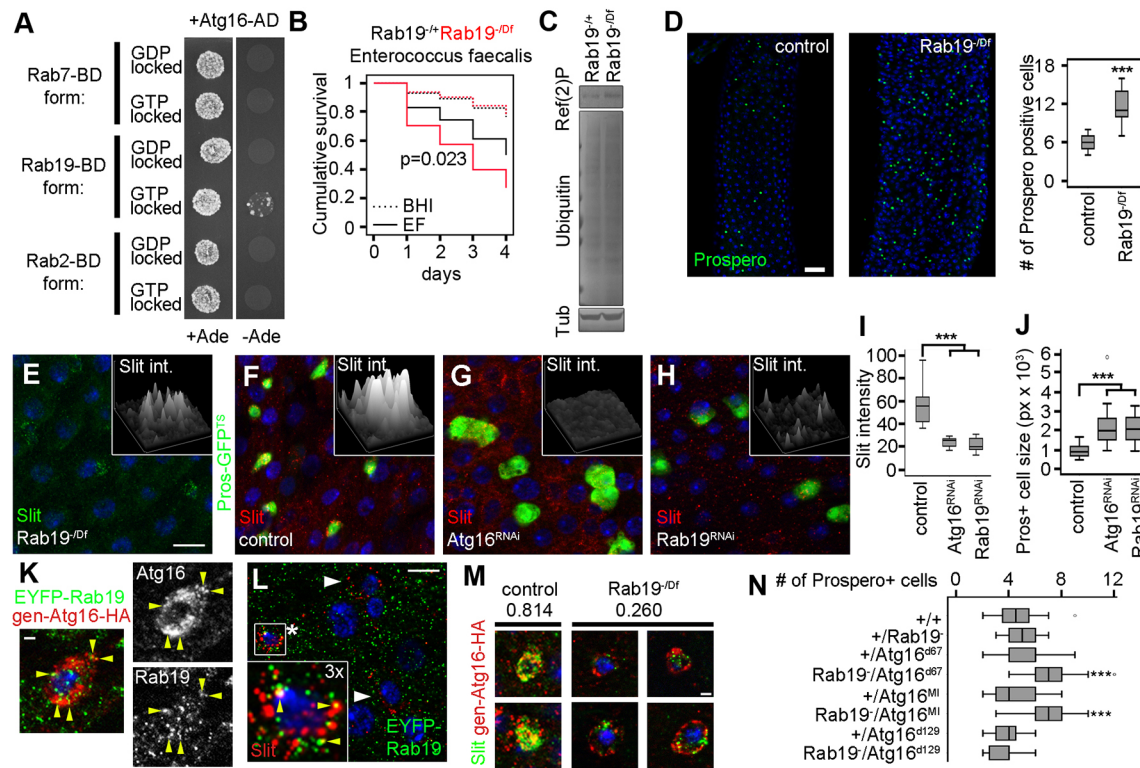 A
+Atg16-AD
Rab7-BD
form:
GDP
locked
GTP
locked
Rab19-BD
form:
GDP
locked
GTP
locked
Rab2-BD
form:
GDP
locked
GTP
locked
+Ade -Ade
B
Rab19-/+ Rab19-/Df
Enterococcus faecalis
Cumulative survival
1
0.8
0.6
0.4
0.2
0
p=0.023
BHI
EF
0 1 2 3 4
days
C
Rab19-/+
Rab19-/Df
Ref(2)P
Ubiquitin
Tub
D
control
Rab19-/Df
Prospero
# of Prospero positive cells
18
12
6
0
***
control
Rab19-/Df
E
Slit int.
Slit
Rab19-/Df
Pros-GFPTS
F
Slit int.
Slit
control
G
Slit int.
Slit
Atg16RNAi
H
Slit int.
Slit
Rab19RNAi
I
Slit intensity
100
80
60
40
20
0
***
control
Atg16RNAi
Rab19RNAi
J
Pros+ cell size (px x 10³)
6
5
4
3
2
1
0
***
control
Atg16RNAi
Rab19RNAi
K
EYFP-Rab19
gen-Atg16-HA
Atg16
Rab19
L
*
3x
Slit
EYFP-
Rab19
M
control
0.814
Rab19-/Df
0.260
Slit gen-Atg16-HA
N
# of Prospero+ cells
0 4 8 12
+/+
+/Rab19-
+/Atg16d67
Rab19-/Atg16d67
***
+/Atg16MI
Rab19-/Atg16MI
***
+/Atg16d129
Rab19-/Atg16d129